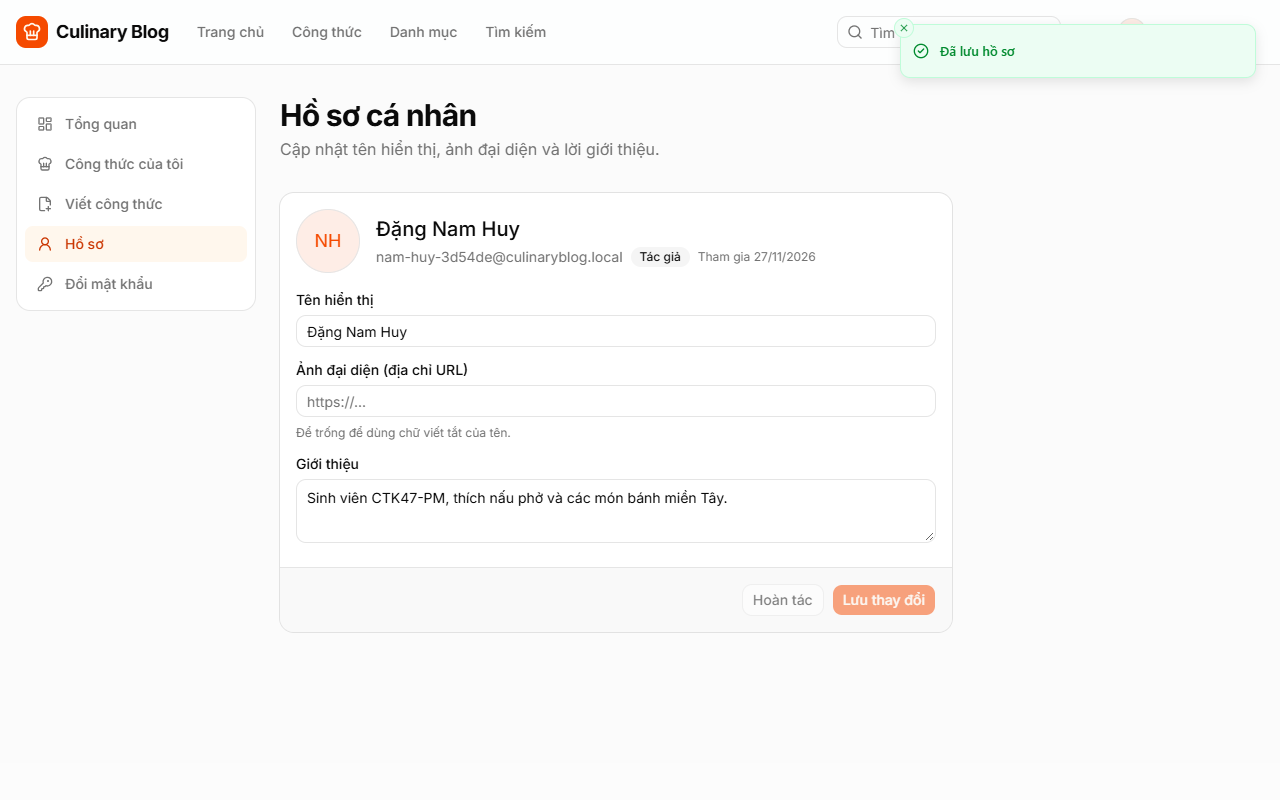 Culinary Blog
Trang chủ
Công thức
Danh mục
Tìm kiếm
Tìm
Đã lưu hồ sơ
Tổng quan
Công thức của tôi
Viết công thức
Hồ sơ
Đổi mật khẩu
Hồ sơ cá nhân
Cập nhật tên hiển thị, ảnh đại diện và lời giới thiệu.
NH
Đặng Nam Huy
nam-huy-3d54de@culinaryblog.local Tác giả Tham gia 27/11/2026
Tên hiển thị
Đặng Nam Huy
Ảnh đại diện (địa chỉ URL)
https://...
Để trống để dùng chữ viết tắt của tên.
Giới thiệu
Sinh viên CTK47-PM, thích nấu phở và các món bánh miền Tây.
Hoàn tác
Lưu thay đổi